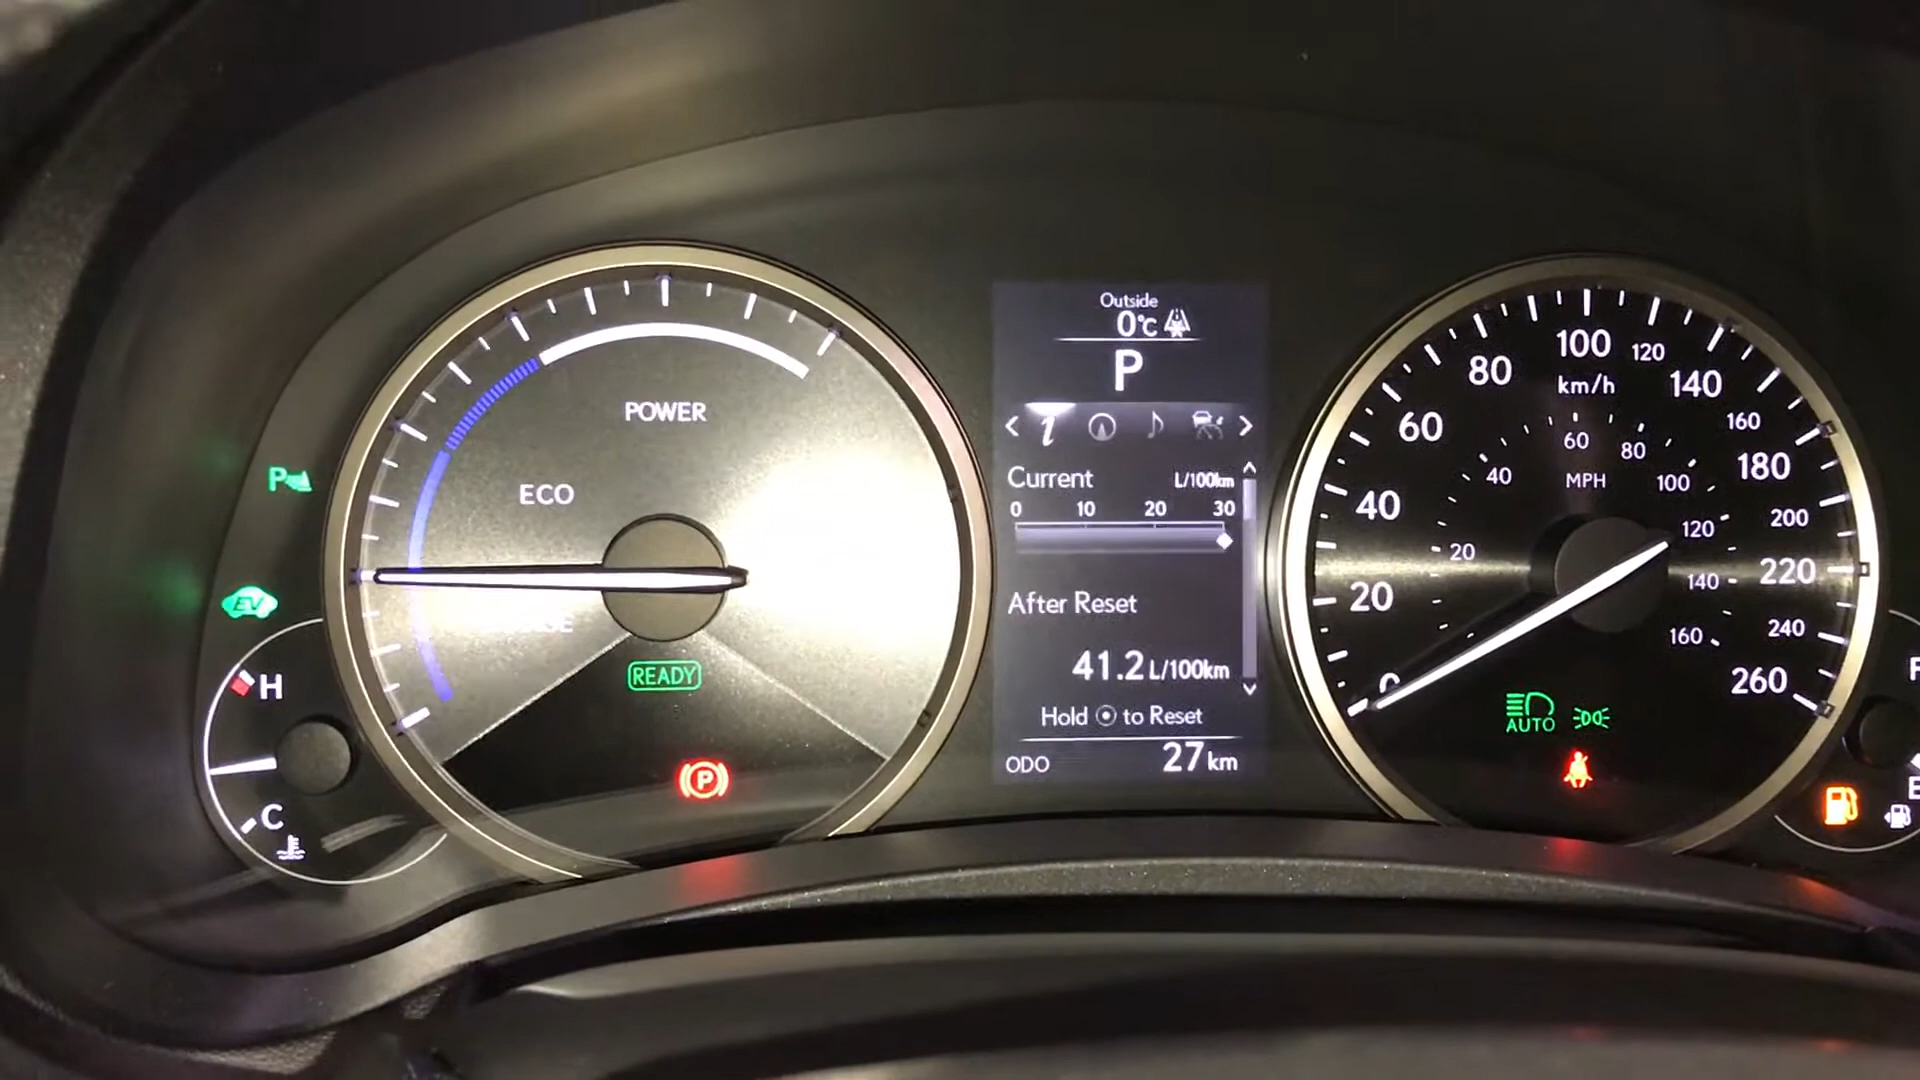 POWER
ECO
P
EV
READY
P
H
C
Outside
0°C
P
i
Current L/100km
0 10 20 30
After Reset
41.2 L/100km
Hold to Reset
ODO 27 km
0 20 40 60 80 100 120 140 160 180 200 220 240 260
km/h
20 40 60 80 100 120 140 160
MPH
AUTO